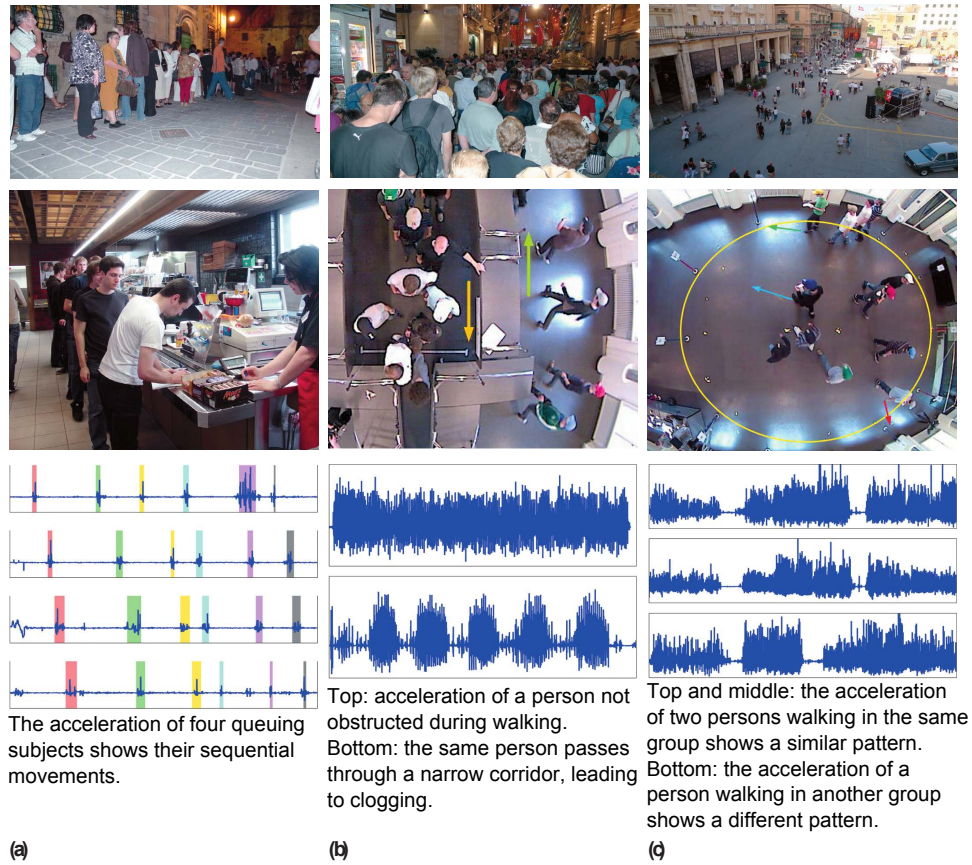 The acceleration of four queuing
subjects shows their sequential
movements.
(a)
Top: acceleration of a person not
obstructed during walking.
Bottom: the same person passes
through a narrow corridor, leading
to clogging.
(b)
Top and middle: the acceleration
of two persons walking in the same
group shows a similar pattern.
Bottom: the acceleration of a
person walking in another group
shows a different pattern.
(c)